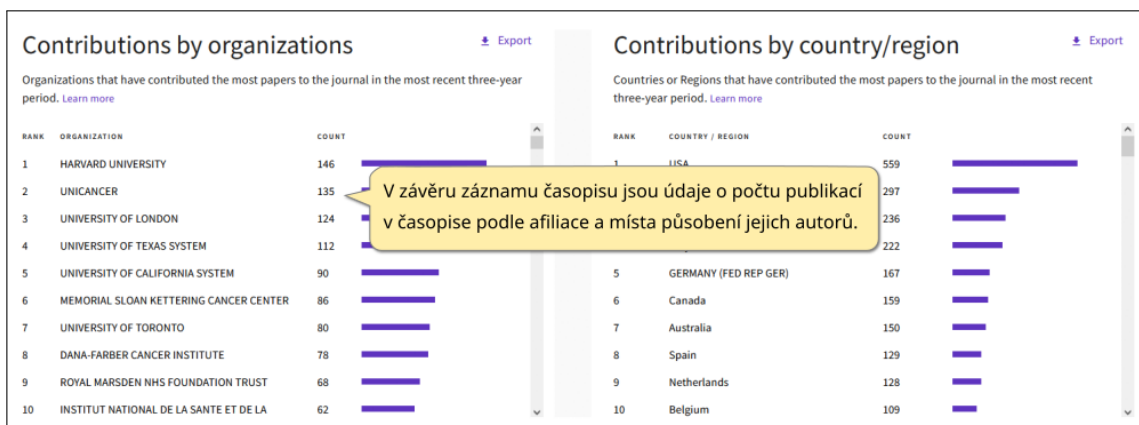 Contributions by organizations
Export
Organizations that have contributed the most papers to the journal in the most recent three-year
period. Learn more
RANK ORGANIZATION COUNT
1 HARVARD UNIVERSITY 146
2 UNICANCER 135
3 UNIVERSITY OF LONDON 124
4 UNIVERSITY OF TEXAS SYSTEM 112
5 UNIVERSITY OF CALIFORNIA SYSTEM 90
6 MEMORIAL SLOAN KETTERING CANCER CENTER 86
7 UNIVERSITY OF TORONTO 80
8 DANA-FARBER CANCER INSTITUTE 78
9 ROYAL MARSDEN NHS FOUNDATION TRUST 68
10 INSTITUT NATIONAL DE LA SANTE ET DE LA 62
V závěru záznamu časopisu jsou údaje o počtu publikací
v časopise podle afiliace a místa působení jejich autorů.
Contributions by country/region
Export
Countries or Regions that have contributed the most papers to the journal in the most recent
three-year period. Learn more
RANK COUNTRY / REGION COUNT
1 USA 559
297
236
222
5 GERMANY (FED REP GER) 167
6 Canada 159
7 Australia 150
8 Spain 129
9 Netherlands 128
10 Belgium 109